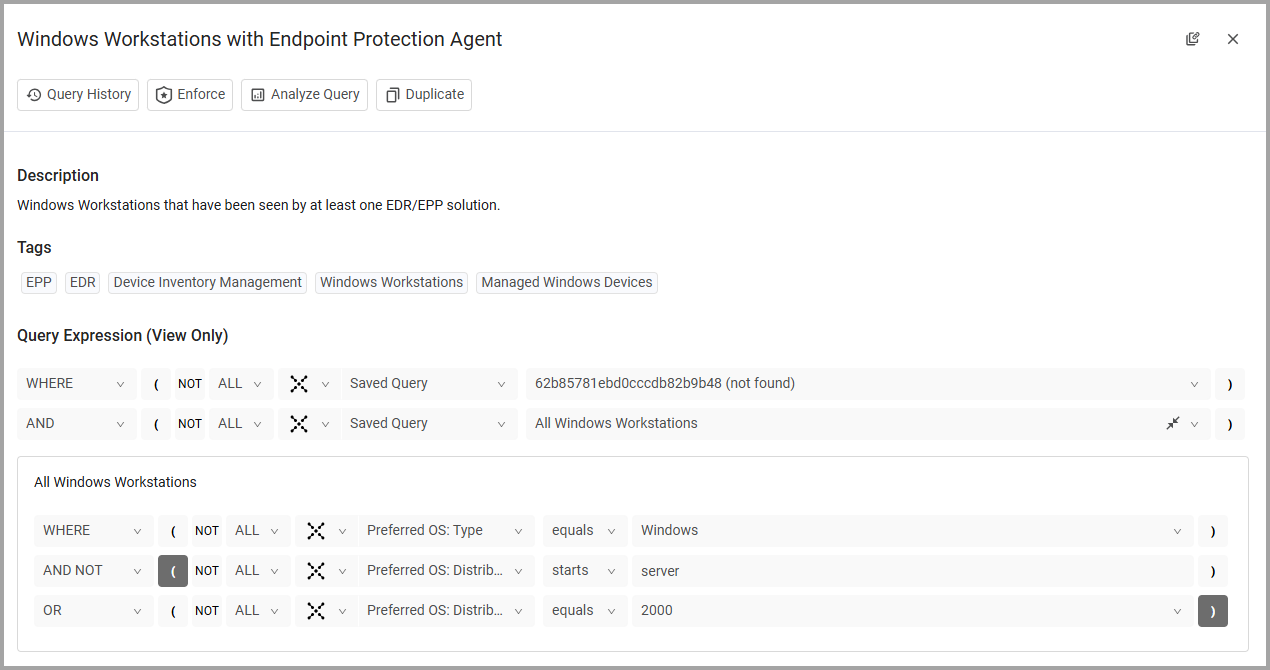 Windows Workstations with Endpoint Protection Agent
Query History Enforce Analyze Query Duplicate
Description
Windows Workstations that have been seen by at least one EDR/EPP solution.
Tags
EPP EDR Device Inventory Management Windows Workstations Managed Windows Devices
Query Expression (View Only)
WHERE ( NOT ALL Saved Query 62b85781ebd0cccdb82b9b48 (not found) )
AND ( NOT ALL Saved Query All Windows Workstations )
All Windows Workstations
WHERE ( NOT ALL Preferred OS: Type equals Windows )
AND NOT ( NOT ALL Preferred OS: Distrib... starts server )
OR ( NOT ALL Preferred OS: Distrib... equals 2000 )